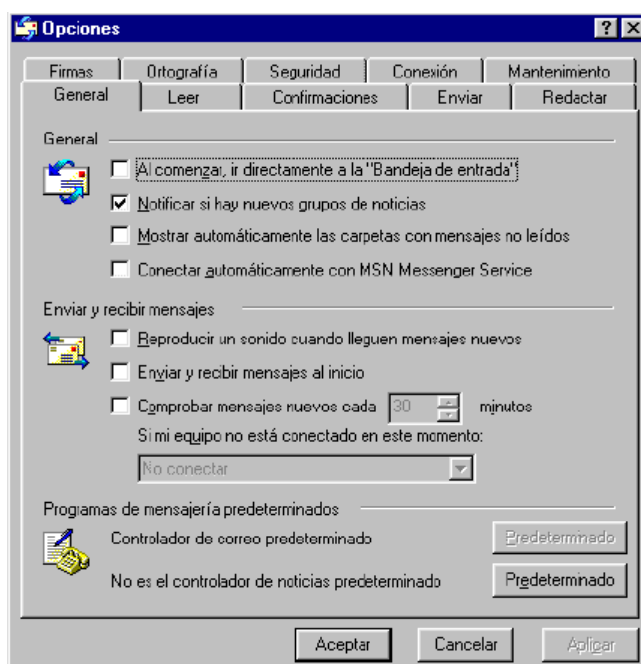 Opciones
Firmas Ortografía Seguridad Conexión Mantenimiento
General Leer Confirmaciones Enviar Redactar
General
Al comenzar, ir directamente a la "Bandeja de entrada"
Notificar si hay nuevos grupos de noticias
Mostrar automáticamente las carpetas con mensajes no leídos
Conectar automáticamente con MSN Messenger Service
Enviar y recibir mensajes
Reproducir un sonido cuando lleguen mensajes nuevos
Enviar y recibir mensajes al inicio
Comprobar mensajes nuevos cada 30 minutos
Si mi equipo no está conectado en este momento:
No conectar
Programas de mensajería predeterminados
Controlador de correo predeterminado Predeterminado
No es el controlador de noticias predeterminado Predeterminado
Aceptar Cancelar Aplicar